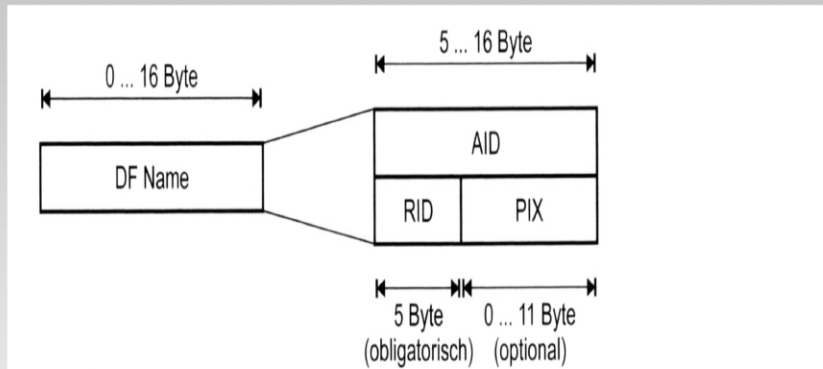 5 ... 16 Byte
0 ... 16 Byte
AID
DF Name
RID PIX
5 Byte 0 ... 11 Byte
(obligatorisch) (optional)